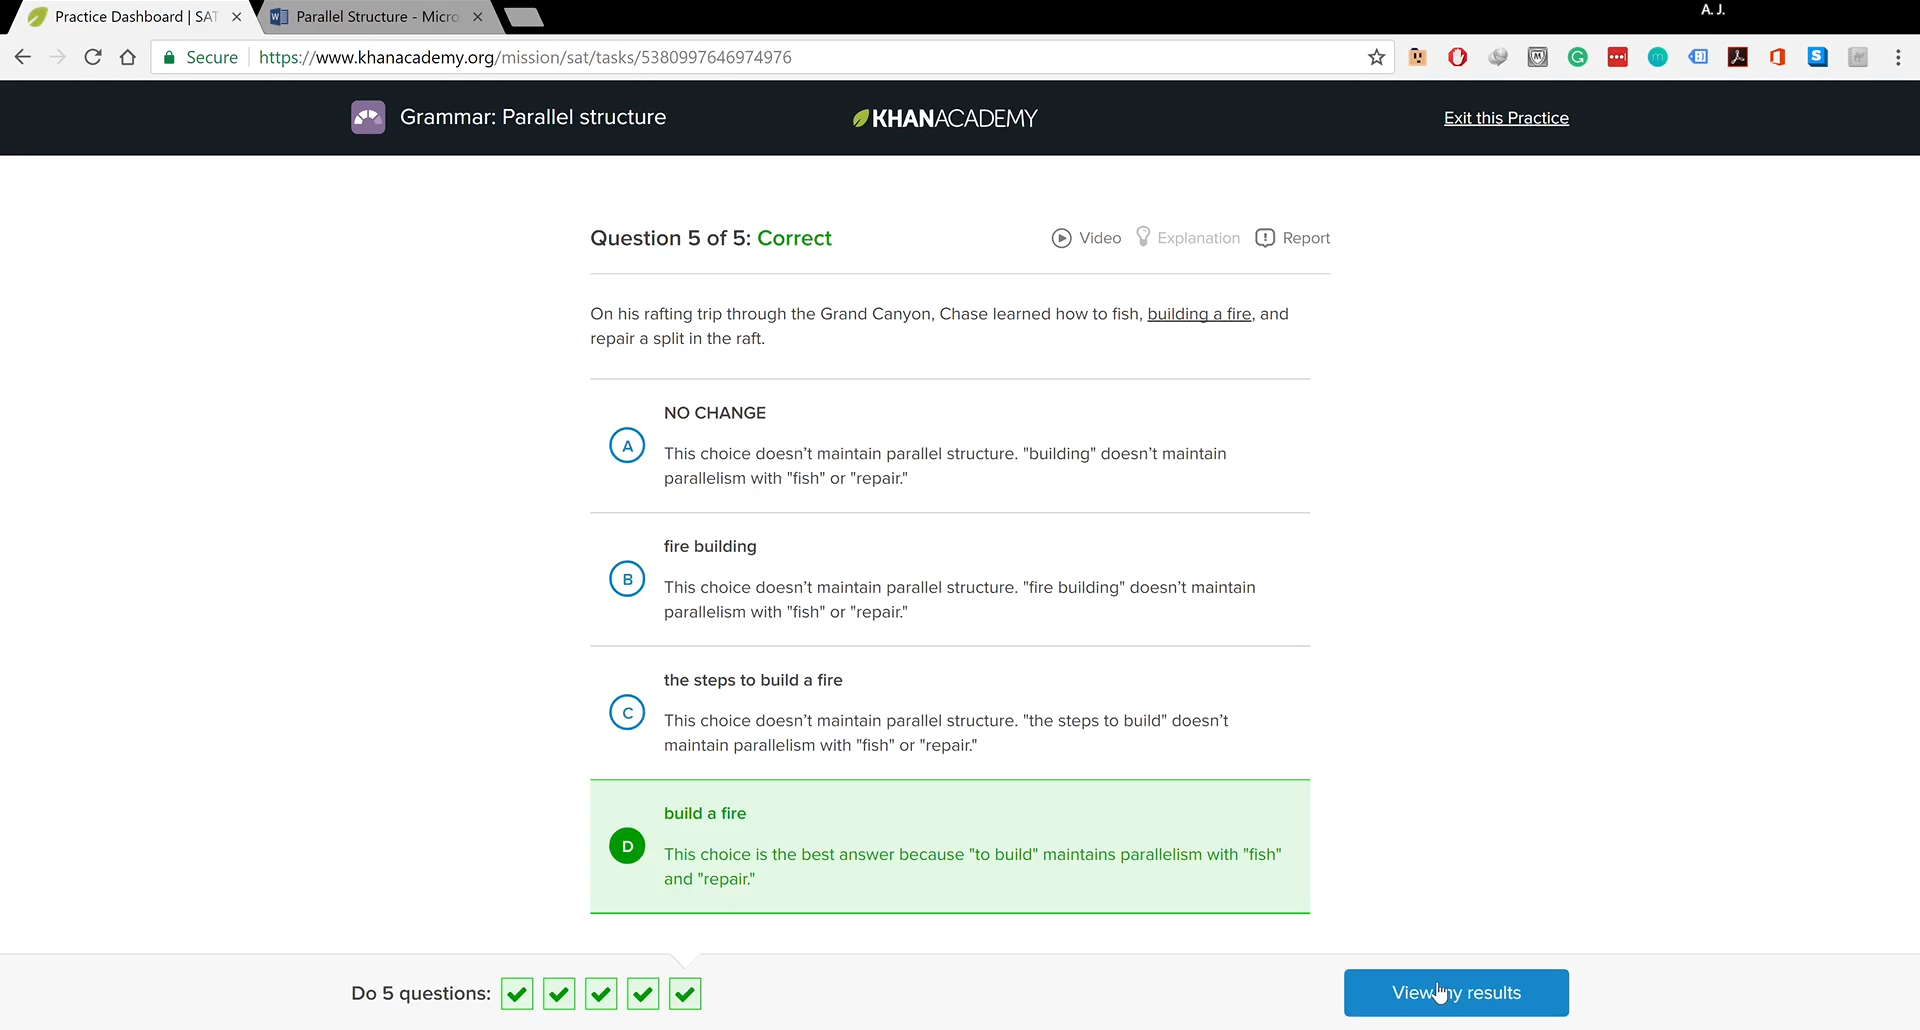 A. J.
Practice Dashboard | SAT
Parallel Structure - Micro
Secure
https://www.khanacademy.org/mission/sat/tasks/5380997646974976
Grammar: Parallel structure
KHANACADEMY
Exit this Practice
Question 5 of 5: Correct
Video
Explanation
Report
On his rafting trip through the Grand Canyon, Chase learned how to fish, building a fire, and
repair a split in the raft.
NO CHANGE
A
This choice doesn’t maintain parallel structure. "building" doesn’t maintain
parallelism with "fish" or "repair."
fire building
B
This choice doesn’t maintain parallel structure. "fire building" doesn’t maintain
parallelism with "fish" or "repair."
the steps to build a fire
C
This choice doesn’t maintain parallel structure. "the steps to build" doesn’t
maintain parallelism with "fish" or "repair."
build a fire
D
This choice is the best answer because "to build" maintains parallelism with "fish"
and "repair."
Do 5 questions:
View my results